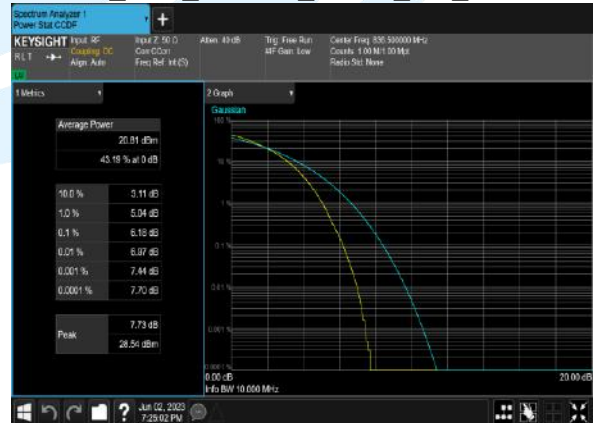 Spectrum Analyzer 1
Power Stat CCDF
+
KEYSIGHT
Input: RF
Coupling: DC
Align: Auto
Input Z: 50 Ω
Corr CCorr
Freq Ref: Int (S)
Atten: 40 dB
Trig: Free Run
#IF Gain: Low
Center Freq: 836.500000 MHz
Counts: 1.00 M/1.00 Mpt
Radio Std: None
RLT
1 Metrics
2 Graph
Average Power
20.81 dBm
43.19 % at 0 dB
10.0 % 3.11 dB
1.0 % 5.04 dB
0.1 % 6.18 dB
0.01 % 6.97 dB
0.001 % 7.44 dB
0.0001 % 7.70 dB
Peak
7.73 dB
28.54 dBm
Gaussian
100 %
10 %
1 %
0.1 %
0.01 %
0.001 %
0.0001 %
0.00 dB
20.00 dB
Info BW 10.000 MHz
?
Jun 02, 2023
7:25:02 PM